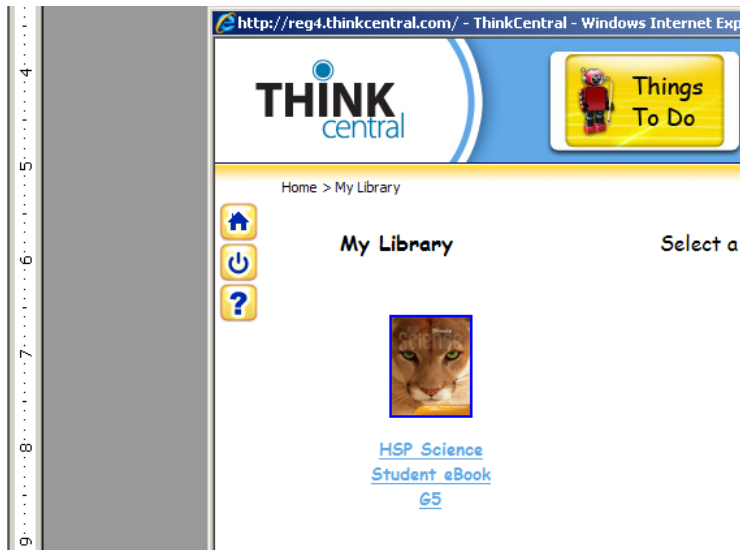 http://reg4.thinkcentral.com/ - ThinkCentral - Windows Internet Exp
THINK
central
Things
To Do
Home > My Library
My Library
Select a
?
Science
HSP Science
Student eBook
G5
4
5
6
7
8
9